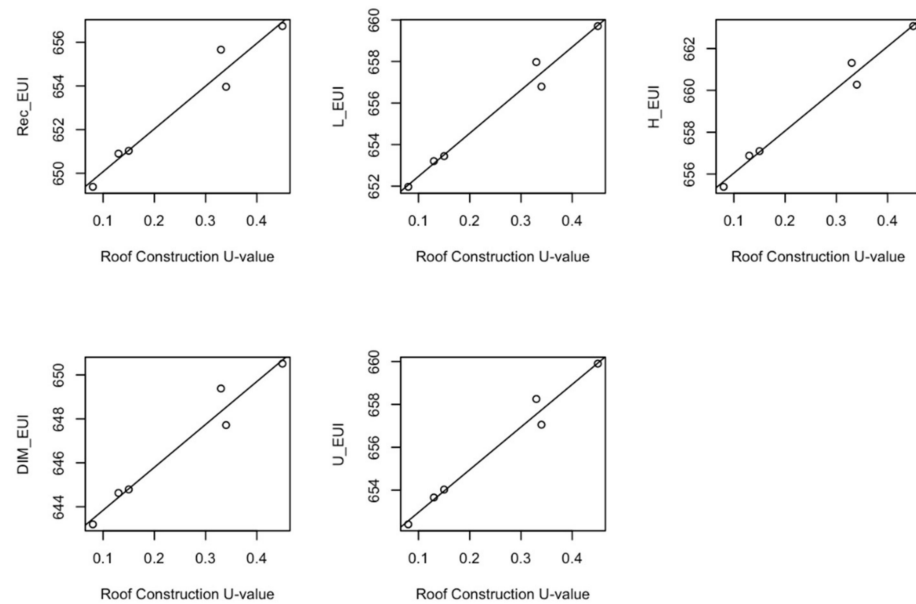 Rec_EUI
656
654
652
650
0.1 0.2 0.3 0.4
Roof Construction U-value
L_EUI
660
658
656
654
652
0.1 0.2 0.3 0.4
Roof Construction U-value
H_EUI
662
660
658
656
0.1 0.2 0.3 0.4
Roof Construction U-value
DIM_EUI
650
648
646
644
0.1 0.2 0.3 0.4
Roof Construction U-value
U_EUI
660
658
656
654
0.1 0.2 0.3 0.4
Roof Construction U-value